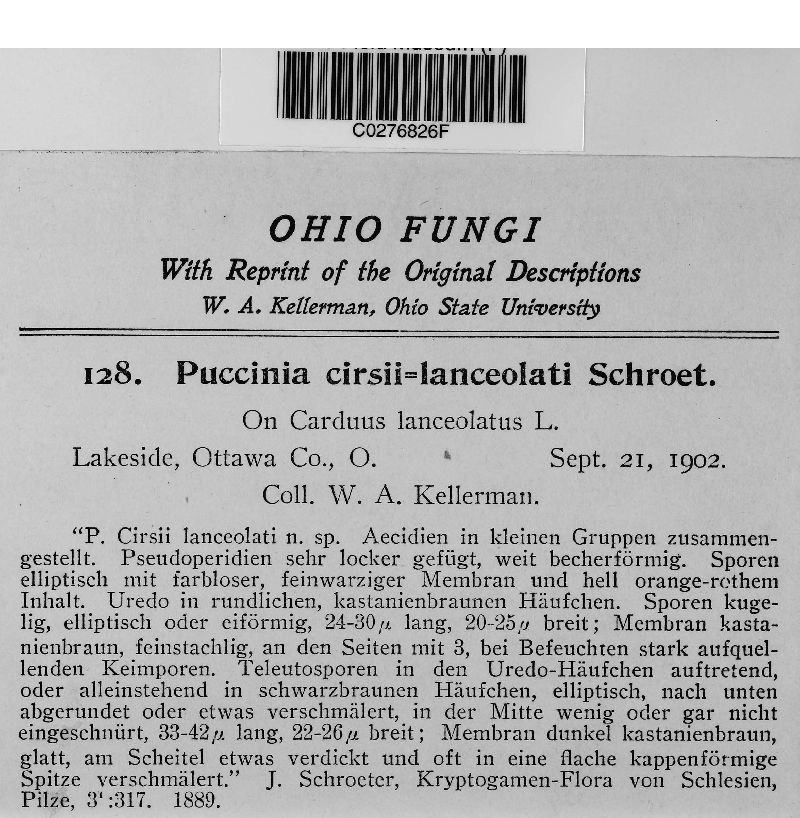 C0276826F
OHIO FUNGI
With Reprint of the Original Descriptions
W. A. Kellerman, Ohio State University
128. Puccinia cirsii=lanceolati Schroet.
On Carduus lanceolatus L.
Lakeside, Ottawa Co., O. Sept. 21, 1902.
Coll. W. A. Kellerman.
“P. Cirsii lanceolati n. sp. Aecidien in kleinen Gruppen zusammen-
gestellt. Pseudoperidien sehr locker gefügt, weit becherförmig. Sporen
elliptisch mit farbloser, feinwarziger Membran und hell orange-rothem
Inhalt. Uredo in rundlichen, kastanienbraunen Häufchen. Sporen kuge-
lig, elliptisch oder eiförmig, 24-30μ lang, 20-25μ breit; Membran kasta-
nienbraun, feinstachlig, an den Seiten mit 3, bei Befeuchten stark aufquel-
lenden Keimporen. Teleutosporen in den Uredo-Häufchen auftretend,
oder alleinstehend in schwarzbraunen Häufchen, elliptisch, nach unten
abgerundet oder etwas verschmälert, in der Mitte wenig oder gar nicht
eingeschnürt, 33-42μ lang, 22-26μ breit; Membran dunkel kastanienbraun,
glatt, am Scheitel etwas verdickt und oft in eine flache kappenförmige
Spitze verschmälert.” J. Schroeter, Kryptogamen-Flora von Schlesien,
Pilze, 3¹:317. 1889.